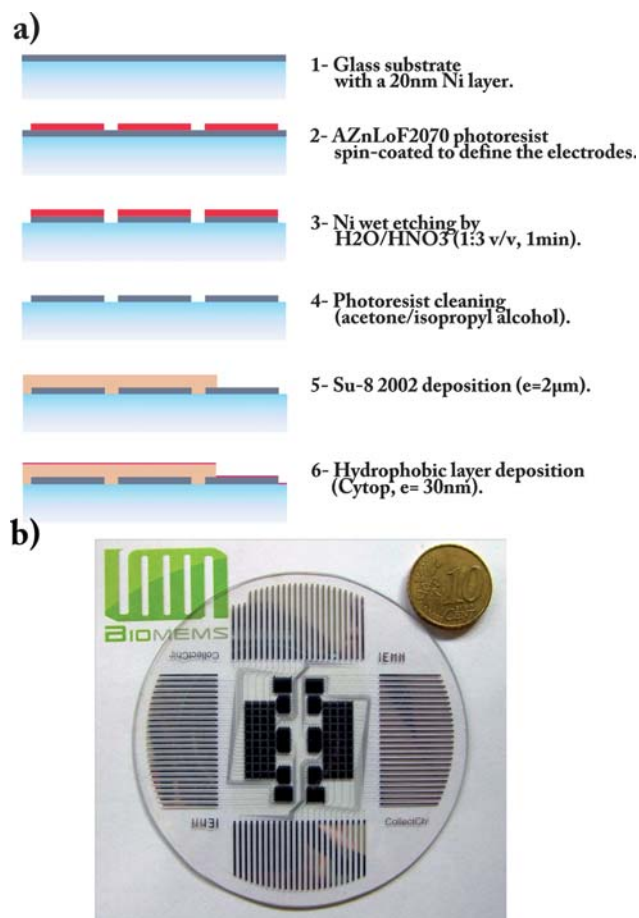 a)
1- Glass substrate
with a 20nm Ni layer.
2- AZnLoF2070 photoresist
spin-coated to define the electrodes.
3- Ni wet etching by
H2O/HNO3 (1:3 v/v, 1min).
4- Photoresist cleaning
(acetone/isopropyl alcohol).
5- Su-8 2002 deposition (e=2μm).
6- Hydrophobic layer deposition
(Cytop, e= 30nm).
b)
BIOMEMS
10
CollectChir
IEMN
IEMN
CollectChir